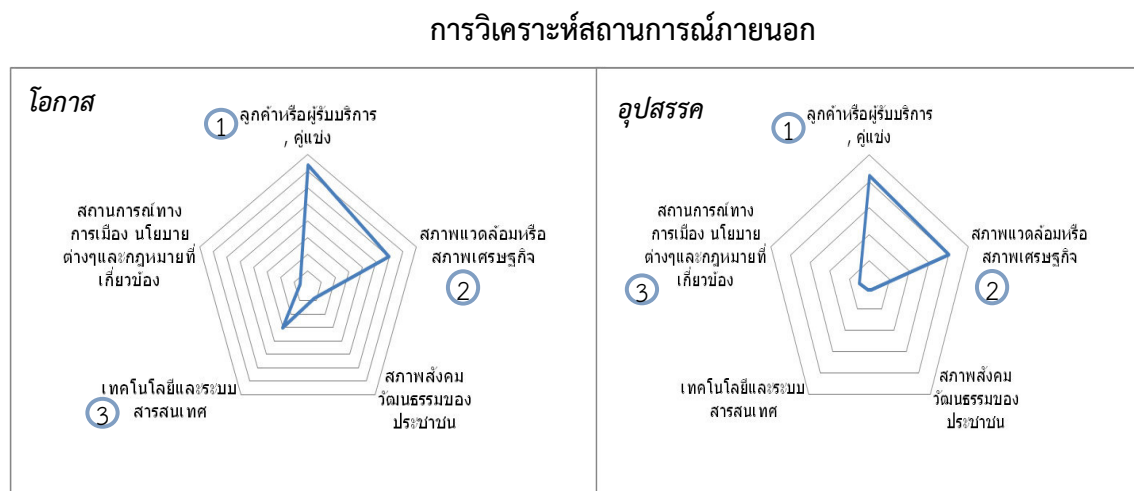 การวิเคราะห์สถานการณ์ภายนอก
โอกาส
1
ลูกค้าหรือผู้รับบริการ
, คู่แข่ง
สภาพแวดล้อมหรือ
สภาพเศรษฐกิจ
2
สภาพสังคม
วัฒนธรรมของ
ประชาชน
เทคโนโลยีและระบบ
สารสนเทศ
3
สถานการณ์ทาง
การเมือง นโยบาย
ต่างๆและกฎหมายที่
เกี่ยวข้อง
อุปสรรค
1
ลูกค้าหรือผู้รับบริการ
, คู่แข่ง
สภาพแวดล้อมหรือ
สภาพเศรษฐกิจ
2
สภาพสังคม
วัฒนธรรมของ
ประชาชน
เทคโนโลยีและระบบ
สารสนเทศ
สถานการณ์ทาง
การเมือง นโยบาย
ต่างๆและกฎหมายที่
เกี่ยวข้อง
3